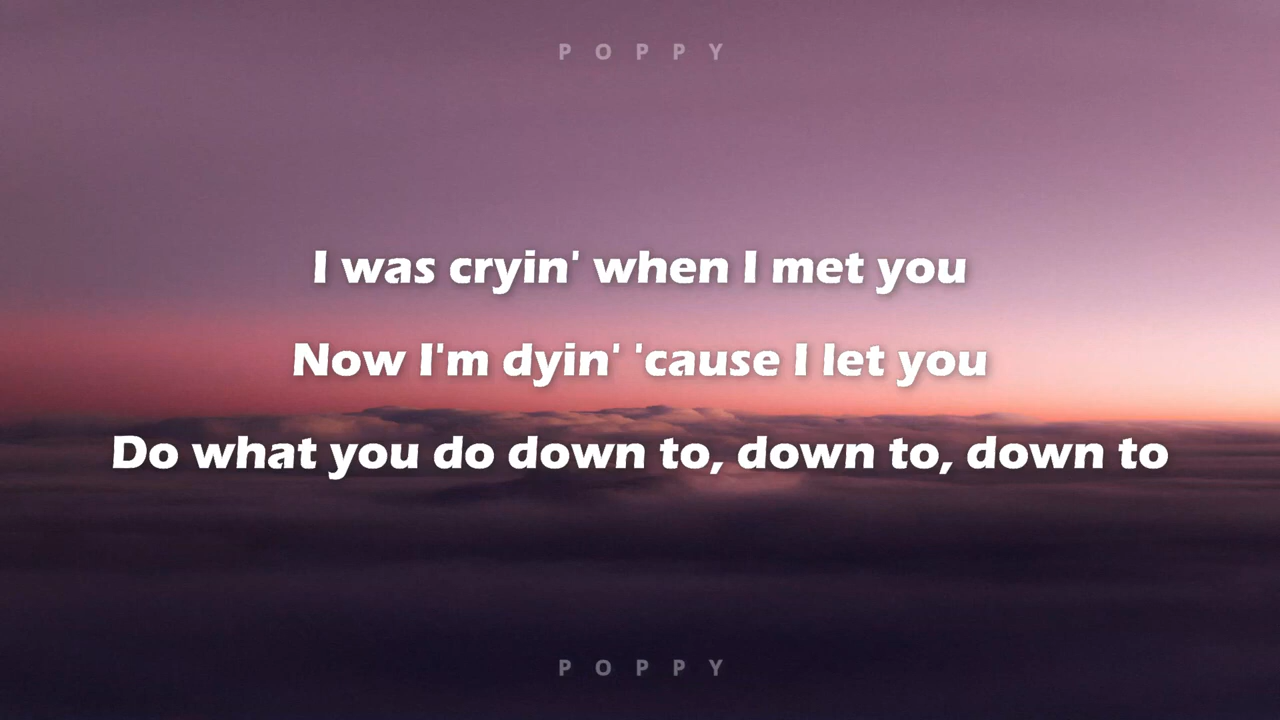 P O P P Y
I was cryin' when I met you
Now I'm dyin' 'cause I let you
Do what you do down to, down to, down to
P O P P Y